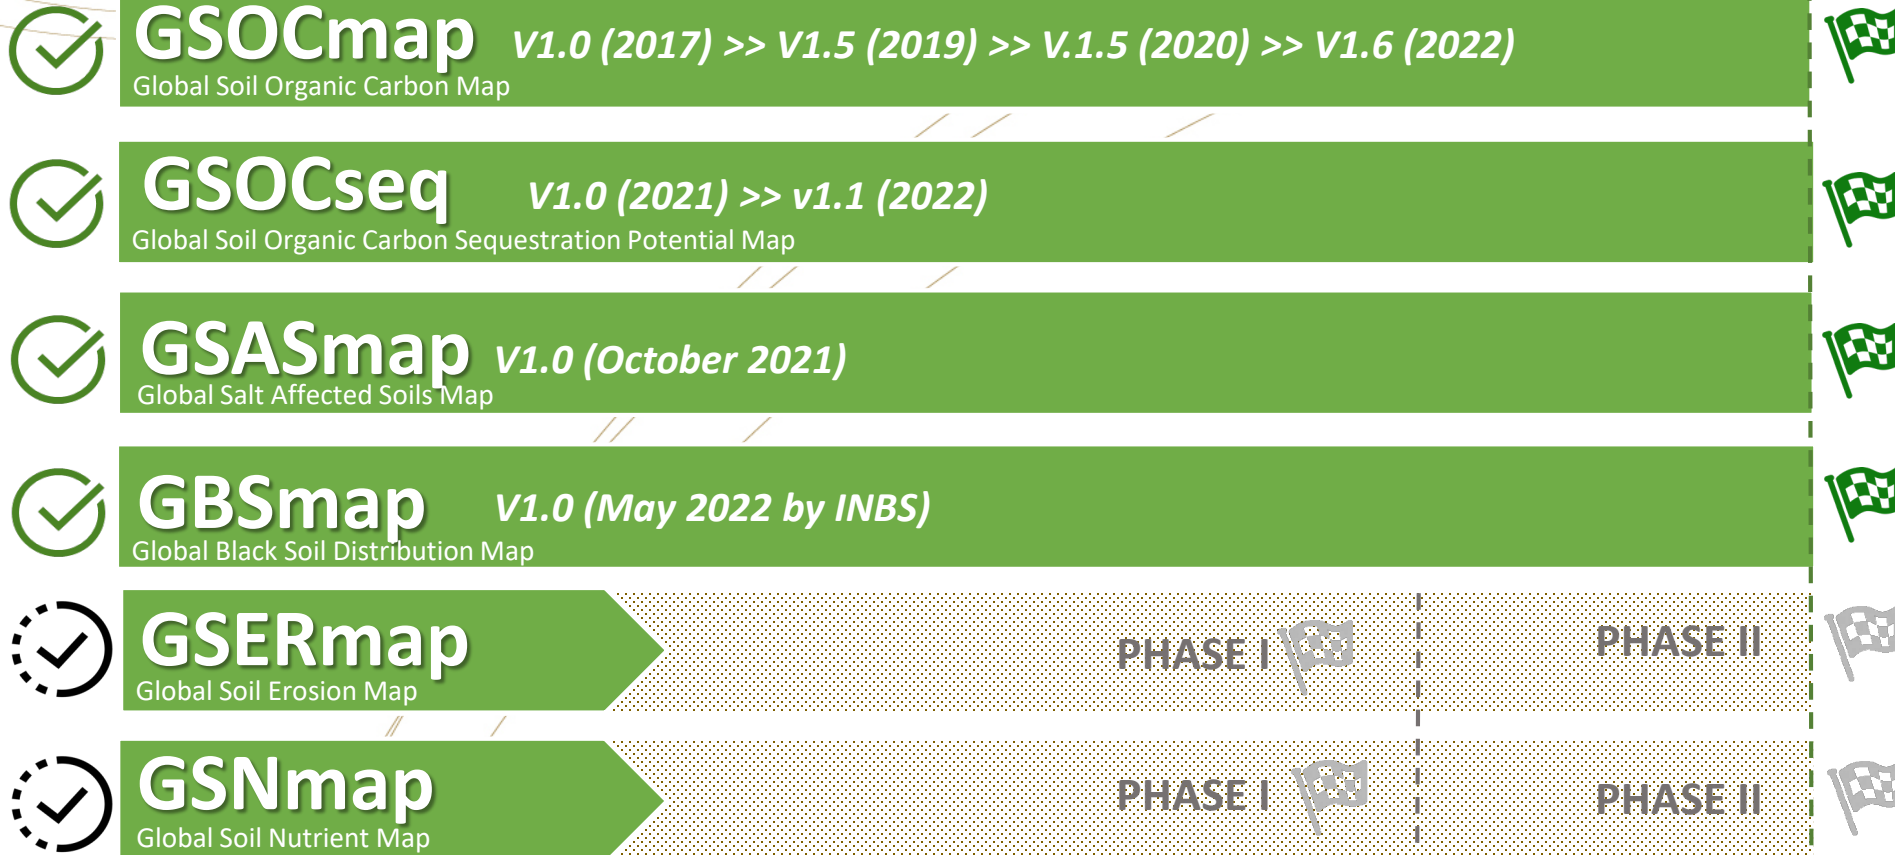 GSOCmap V1.0 (2017) >> V1.5 (2019) >> V.1.5 (2020) >> V1.6 (2022)
Global Soil Organic Carbon Map
GSOCseq V1.0 (2021) >> v1.1 (2022)
Global Soil Organic Carbon Sequestration Potential Map
GSASmap V1.0 (October 2021)
Global Salt Affected Soils Map
GBSmap V1.0 (May 2022 by INBS)
Global Black Soil Distribution Map
GSERmap PHASE I PHASE II
Global Soil Erosion Map
GSNmap PHASE I PHASE II
Global Soil Nutrient Map